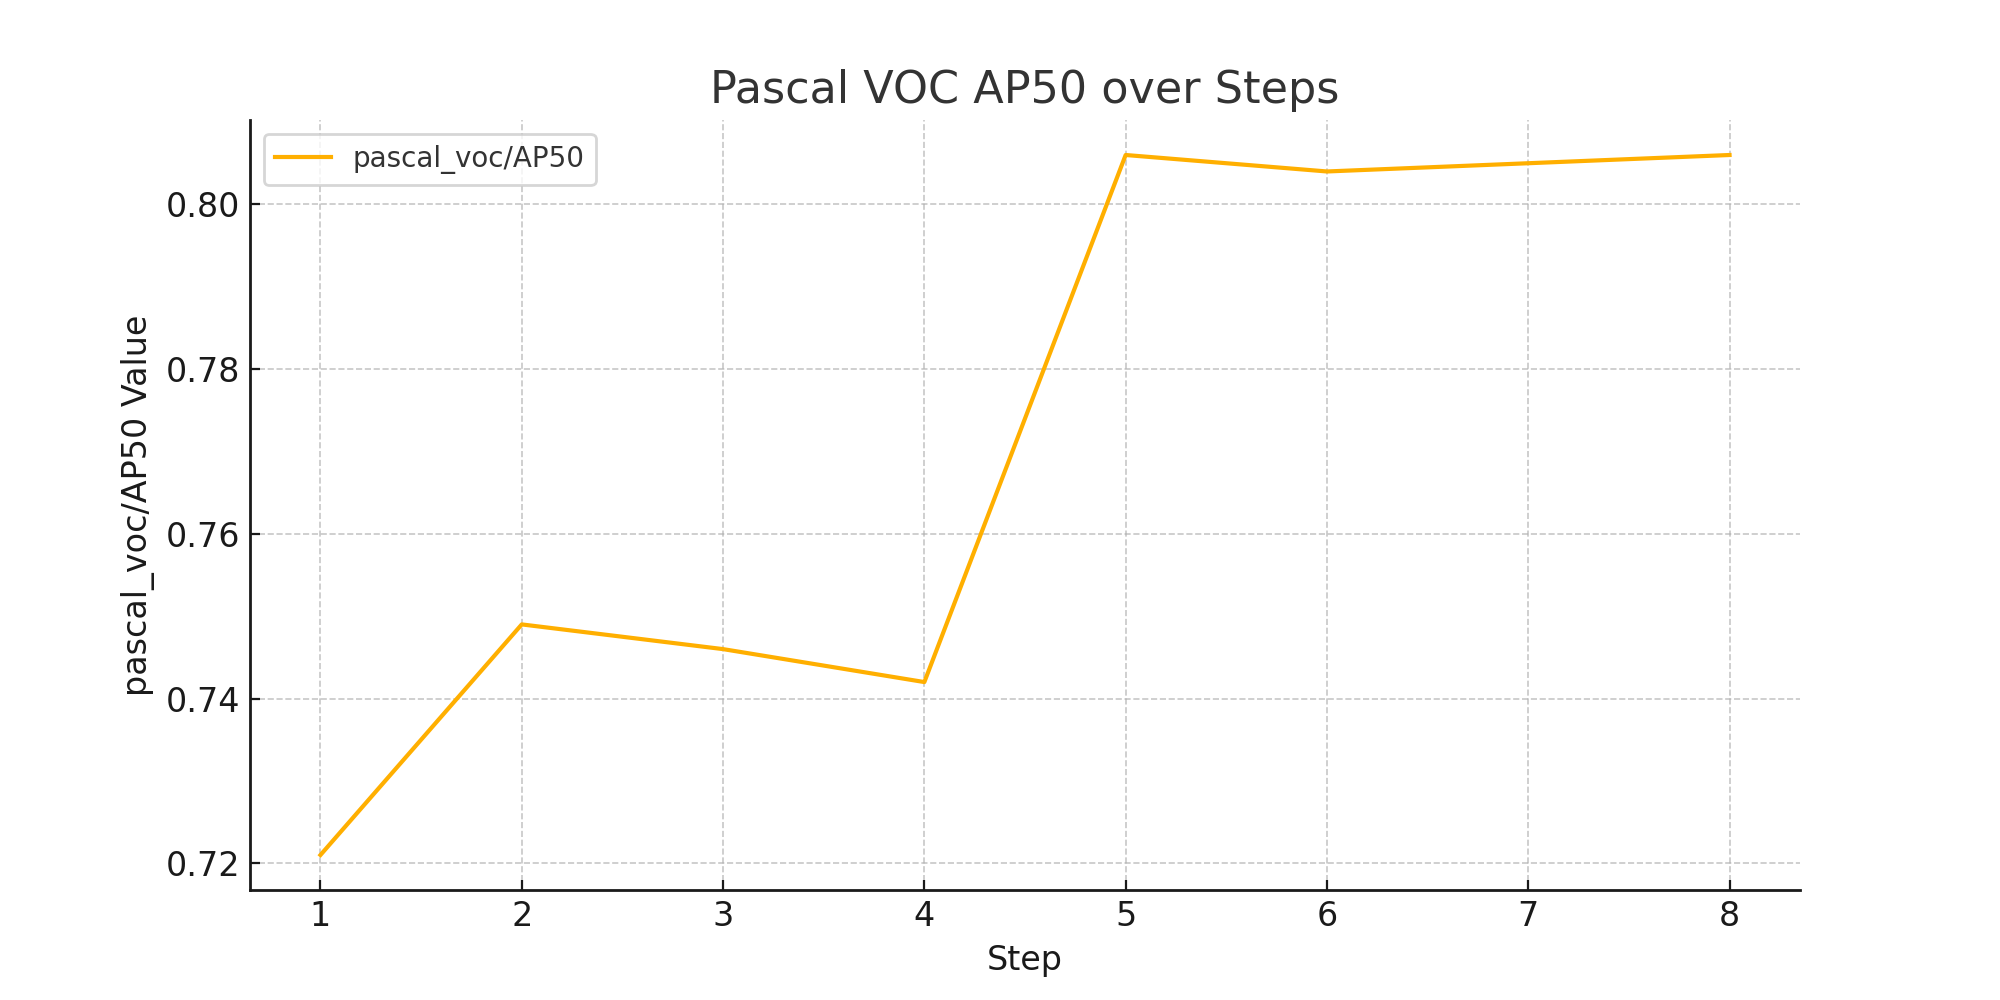 Pascal VOC AP50 over Steps
pascal_voc/AP50
0.80
0.78
0.76
0.74
0.72
pascal_voc/AP50 Value
1 2 3 4 5 6 7 8
Step